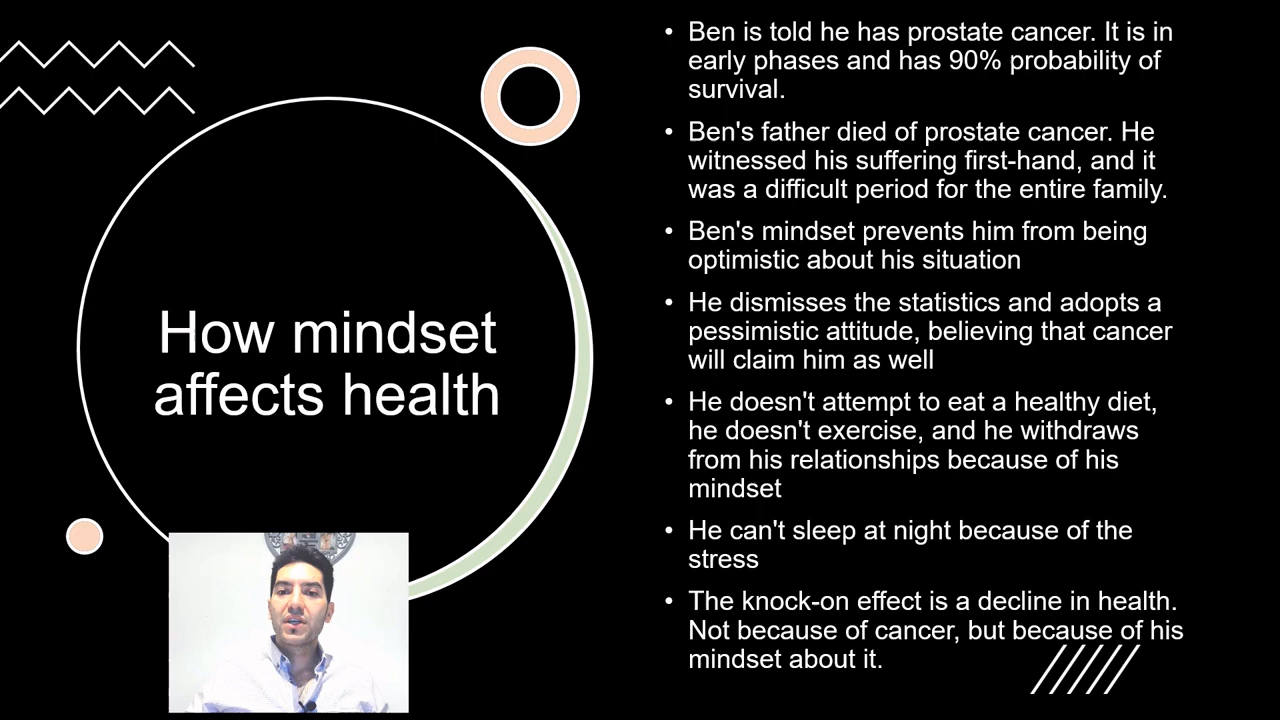 How mindset
affects health
• Ben is told he has prostate cancer. It is in
early phases and has 90% probability of
survival.
• Ben's father died of prostate cancer. He
witnessed his suffering first-hand, and it
was a difficult period for the entire family.
• Ben's mindset prevents him from being
optimistic about his situation
• He dismisses the statistics and adopts a
pessimistic attitude, believing that cancer
will claim him as well
• He doesn't attempt to eat a healthy diet,
he doesn't exercise, and he withdraws
from his relationships because of his
mindset
• He can't sleep at night because of the
stress
• The knock-on effect is a decline in health.
Not because of cancer, but because of his
mindset about it.